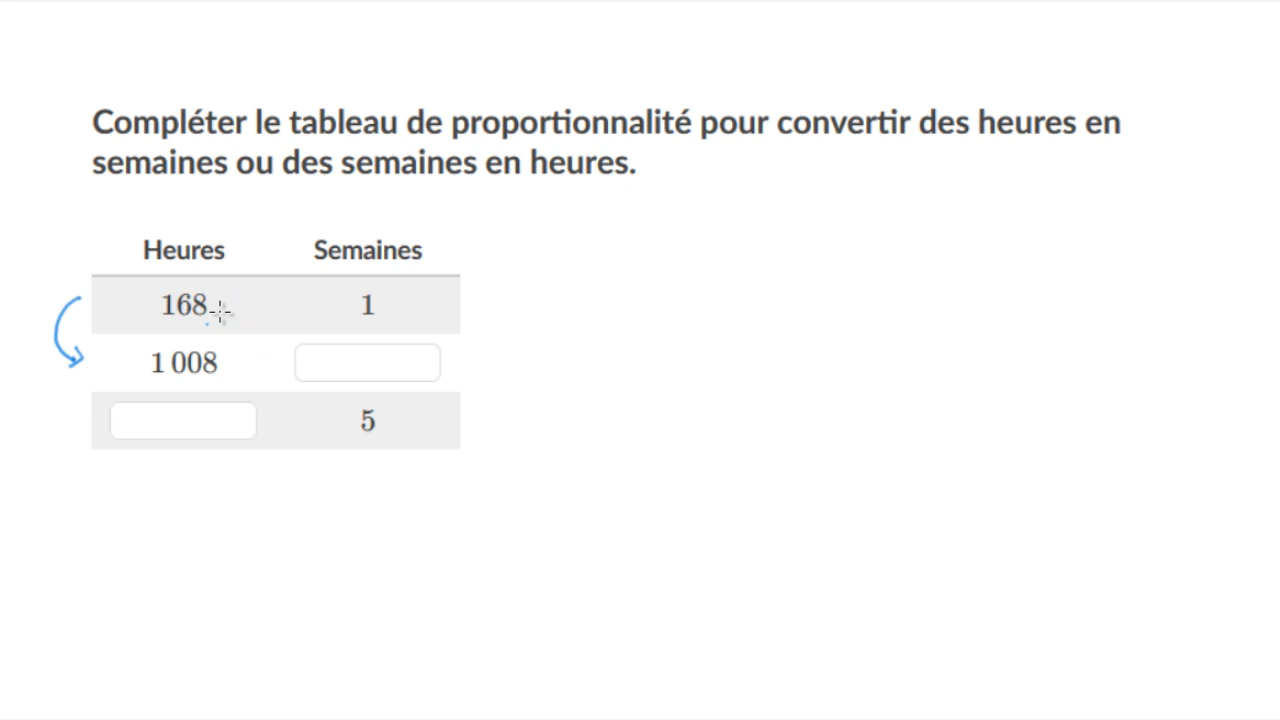 Compléter le tableau de proportionnalité pour convertir des heures en
semaines ou des semaines en heures.
Heures Semaines
168 1
1 008
5